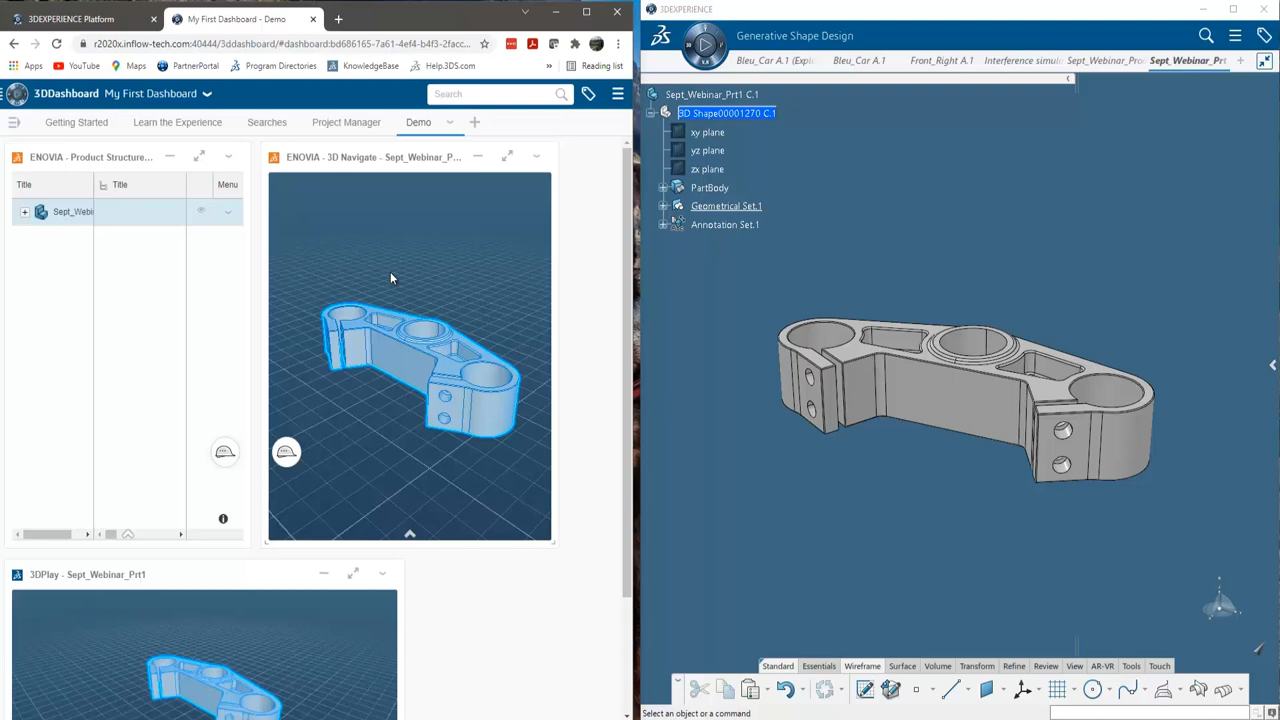 3DEXPERIENCE Platform
My First Dashboard - Demo
r2020x.inflow-tech.com:40444/3ddashboard/#dashboard:bd686165-7a61-4ef4-b4f3-2facc...
Apps YouTube Maps PartnerPortal Program Directories KnowledgeBase Help.3DS.com » Reading list
3DDashboard My First Dashboard
Search
Getting Started Learn the Experience Searches Project Manager Demo
ENOVIA - Product Structure...
Title Title Menu
Sept_Webi
ENOVIA - 3D Navigate - Sept_Webinar_P...
3DPlay - Sept_Webinar_Prt1
3DEXPERIENCE
Generative Shape Design
Bleu_Car A.1 (Expl Bleu_Car A.1 Front_Right A.1 Interference simul Sept_Webinar_Pro Sept_Webinar_Prt
Sept_Webinar_Prt1 C.1
3D Shape00001270 C.1
xy plane
yz plane
zx plane
PartBody
Geometrical Set.1
Annotation Set.1
Standard Essentials Wireframe Surface Volume Transform Refine Review View AR-VR Tools Touch
Select an object or a command